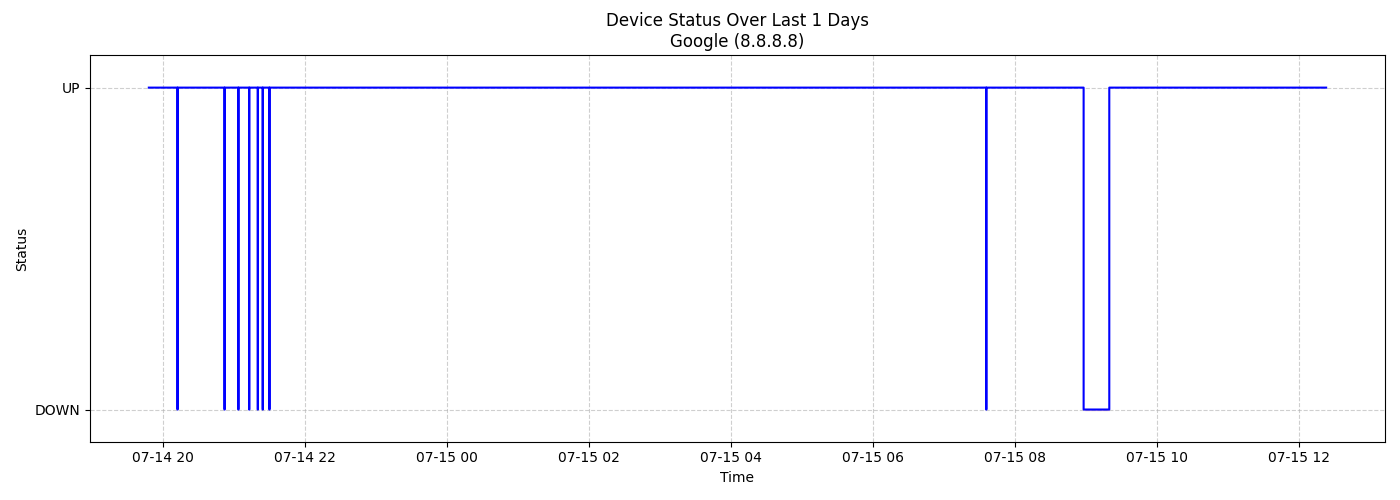 Device Status Over Last 1 Days
Google (8.8.8.8)
UP
Status
DOWN
07-14 20 07-14 22 07-15 00 07-15 02 07-15 04 07-15 06 07-15 08 07-15 10 07-15 12
Time